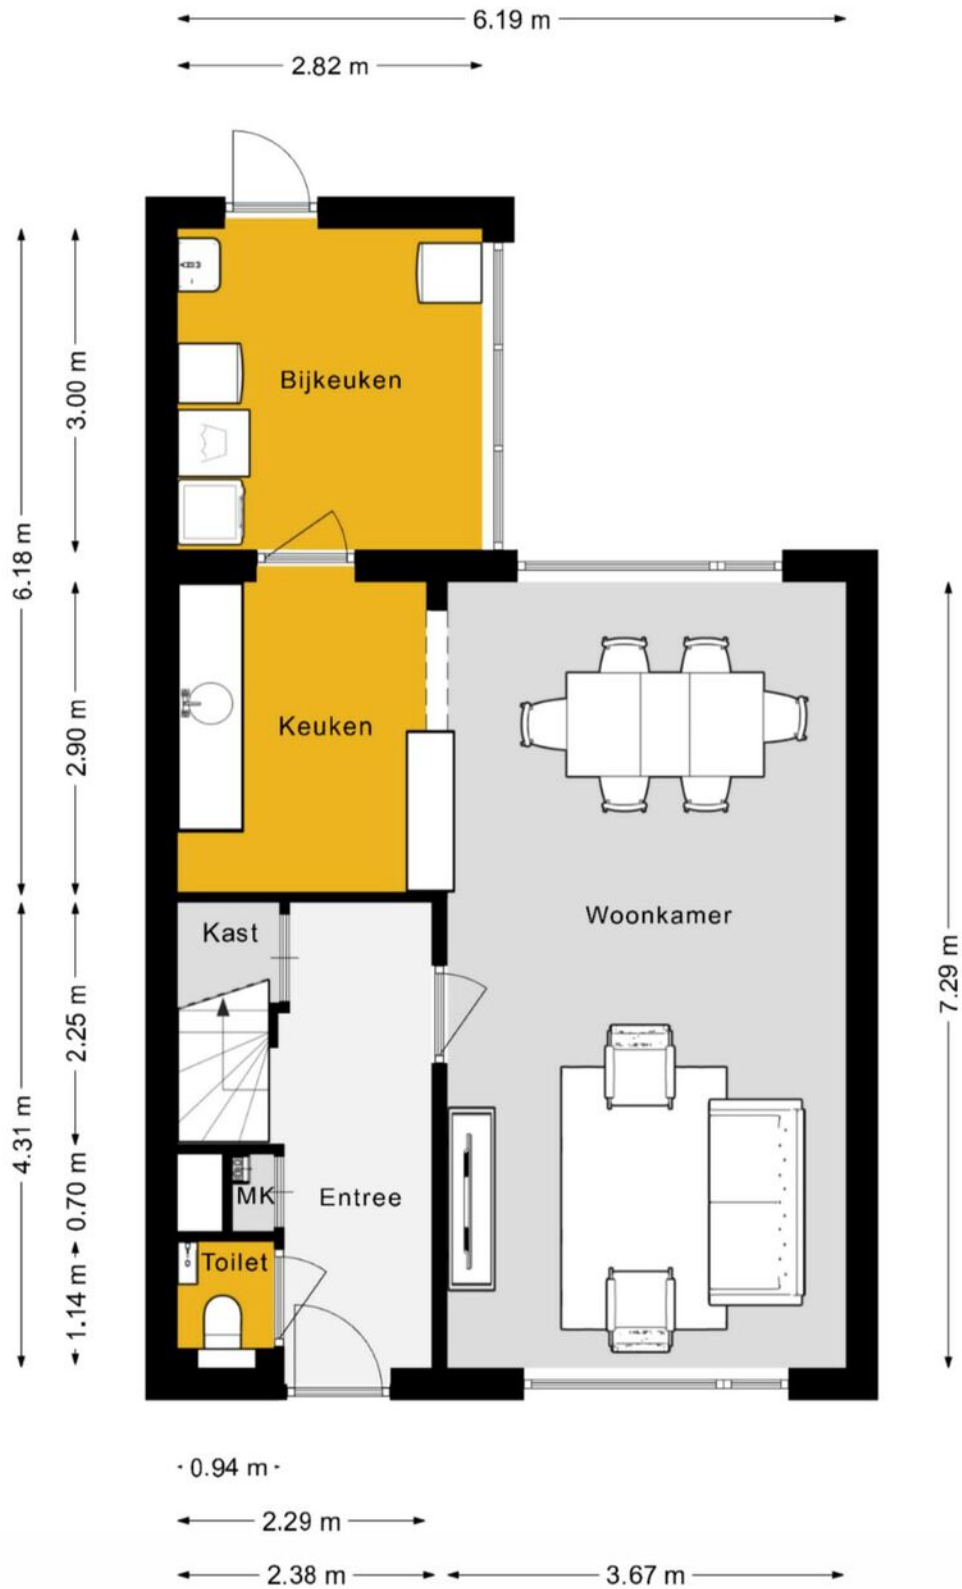 6.19 m
2.82 m
Bijkeuken
3.00 m
6.18 m
Keuken
2.90 m
Woonkamer
Kast
7.29 m
2.25 m
4.31 m
0.70 m
MK
Entree
Toilet
1.14 m
0.94 m
2.29 m
2.38 m
3.67 m